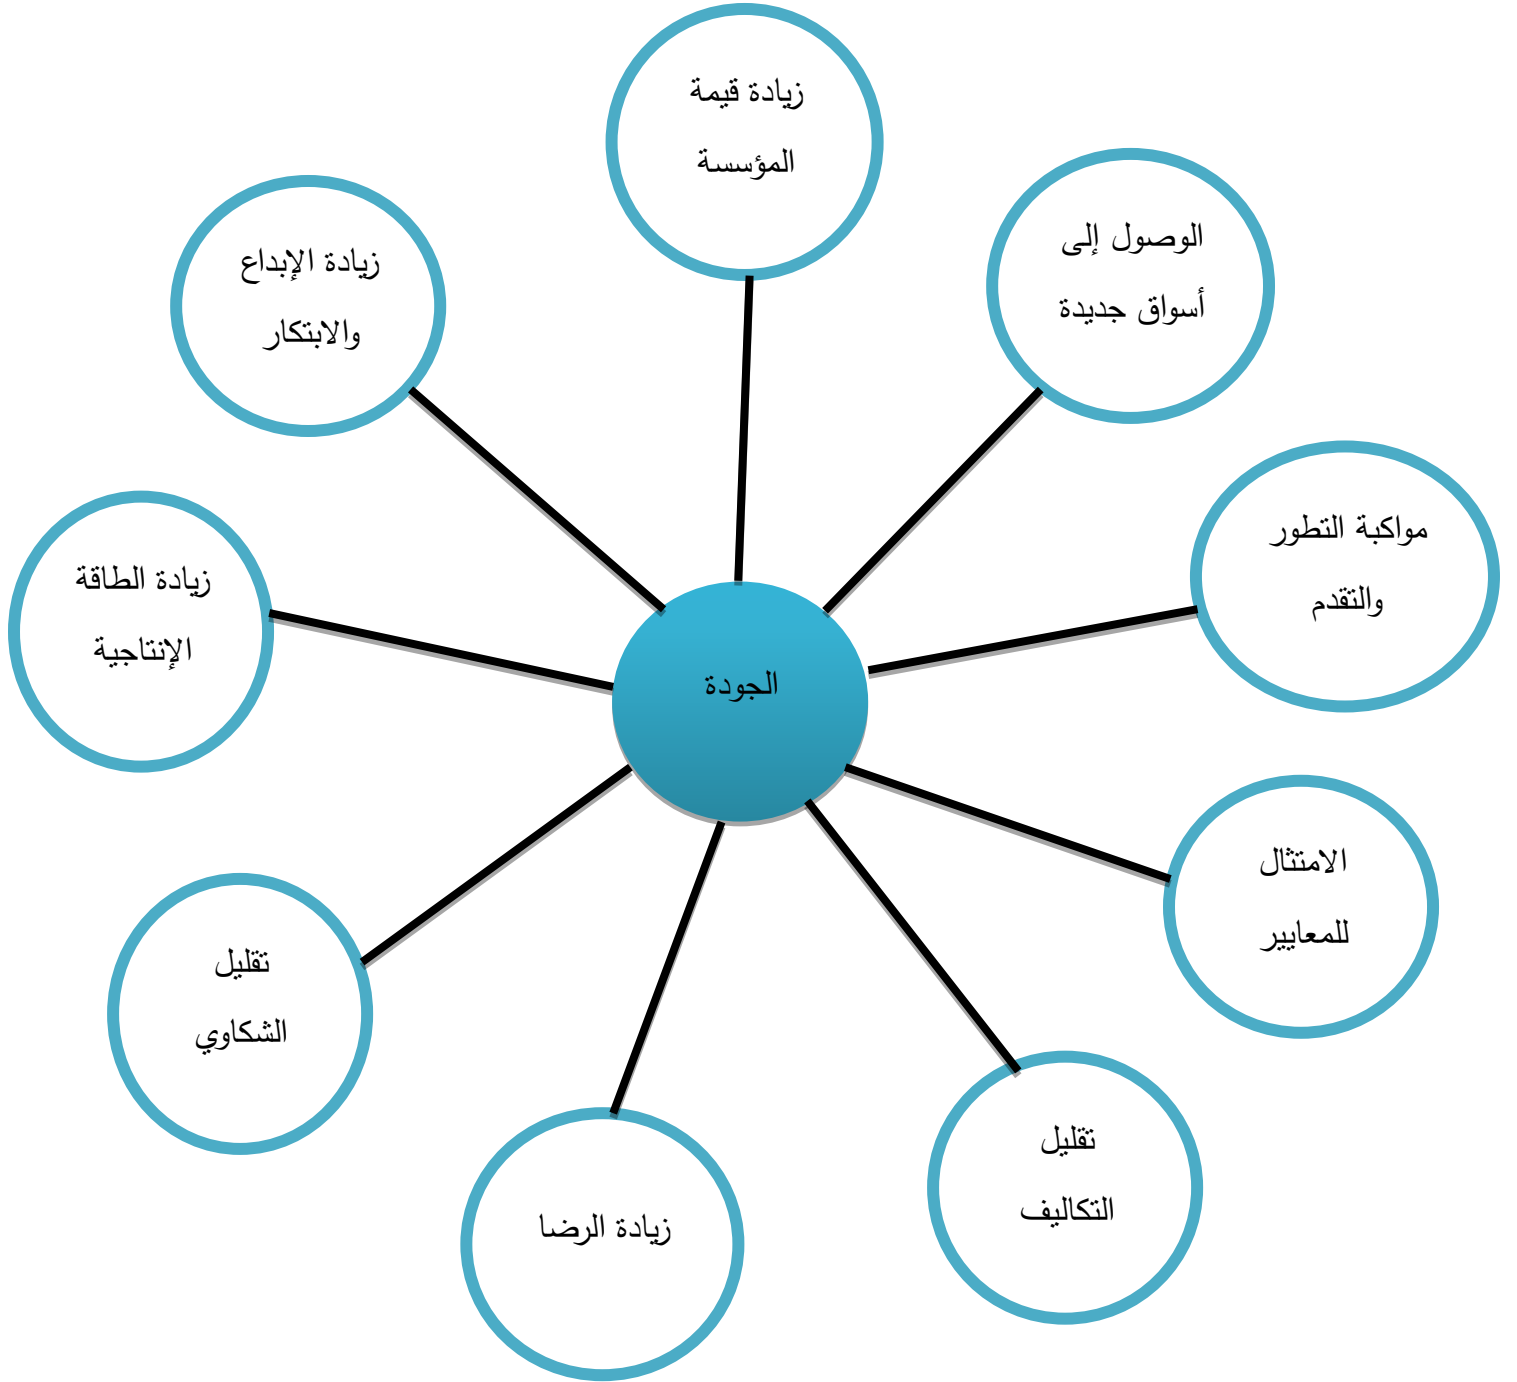 زيادة قيمة
المؤسسة
الوصول إلى
أسواق جديدة
زيادة الإبداع
والابتكار
مواكبة التطور
والتقدم
زيادة الطاقة
الإنتاجية
الجودة
الامتثال
للمعايير
تقليل
الشكاوي
تقليل
التكاليف
زيادة الرضا